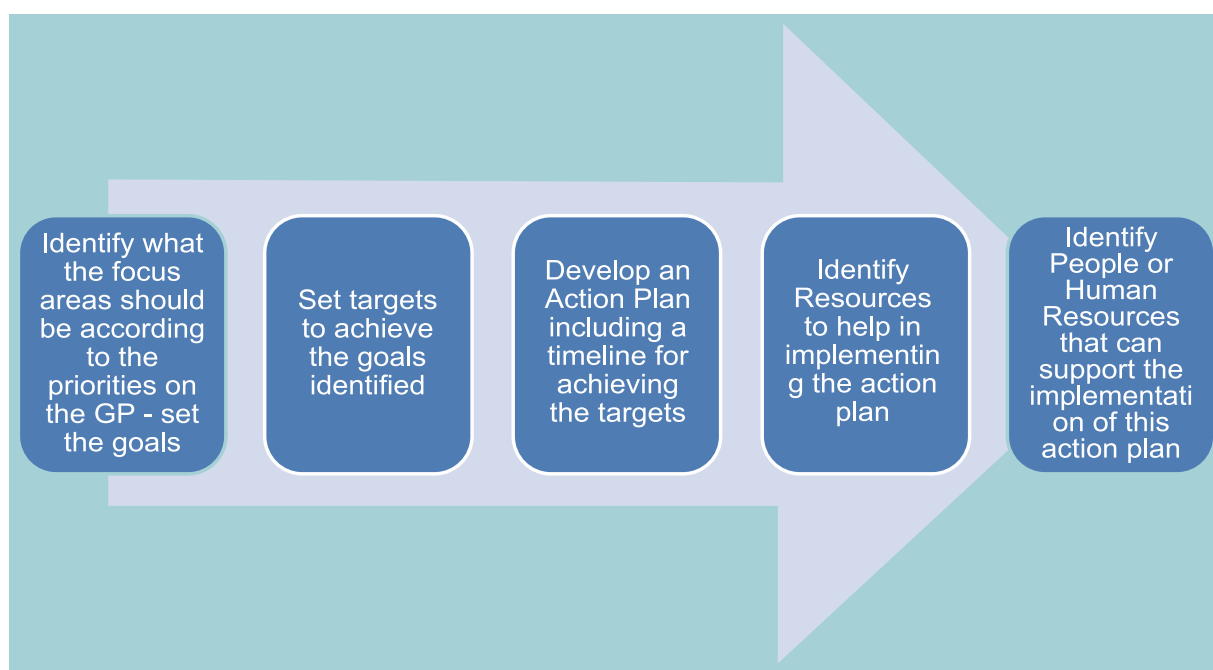 Identify what
the focus
areas should
be according
to the
priorities on
the GP - set
the goals
Set targets
to achieve
the goals
identified
Develop an
Action Plan
including a
timeline for
achieving
the targets
Identify
Resources
to help in
implementin
g the action
plan
Identify
People or
Human
Resources
that can
support the
implementati
on of this
action plan